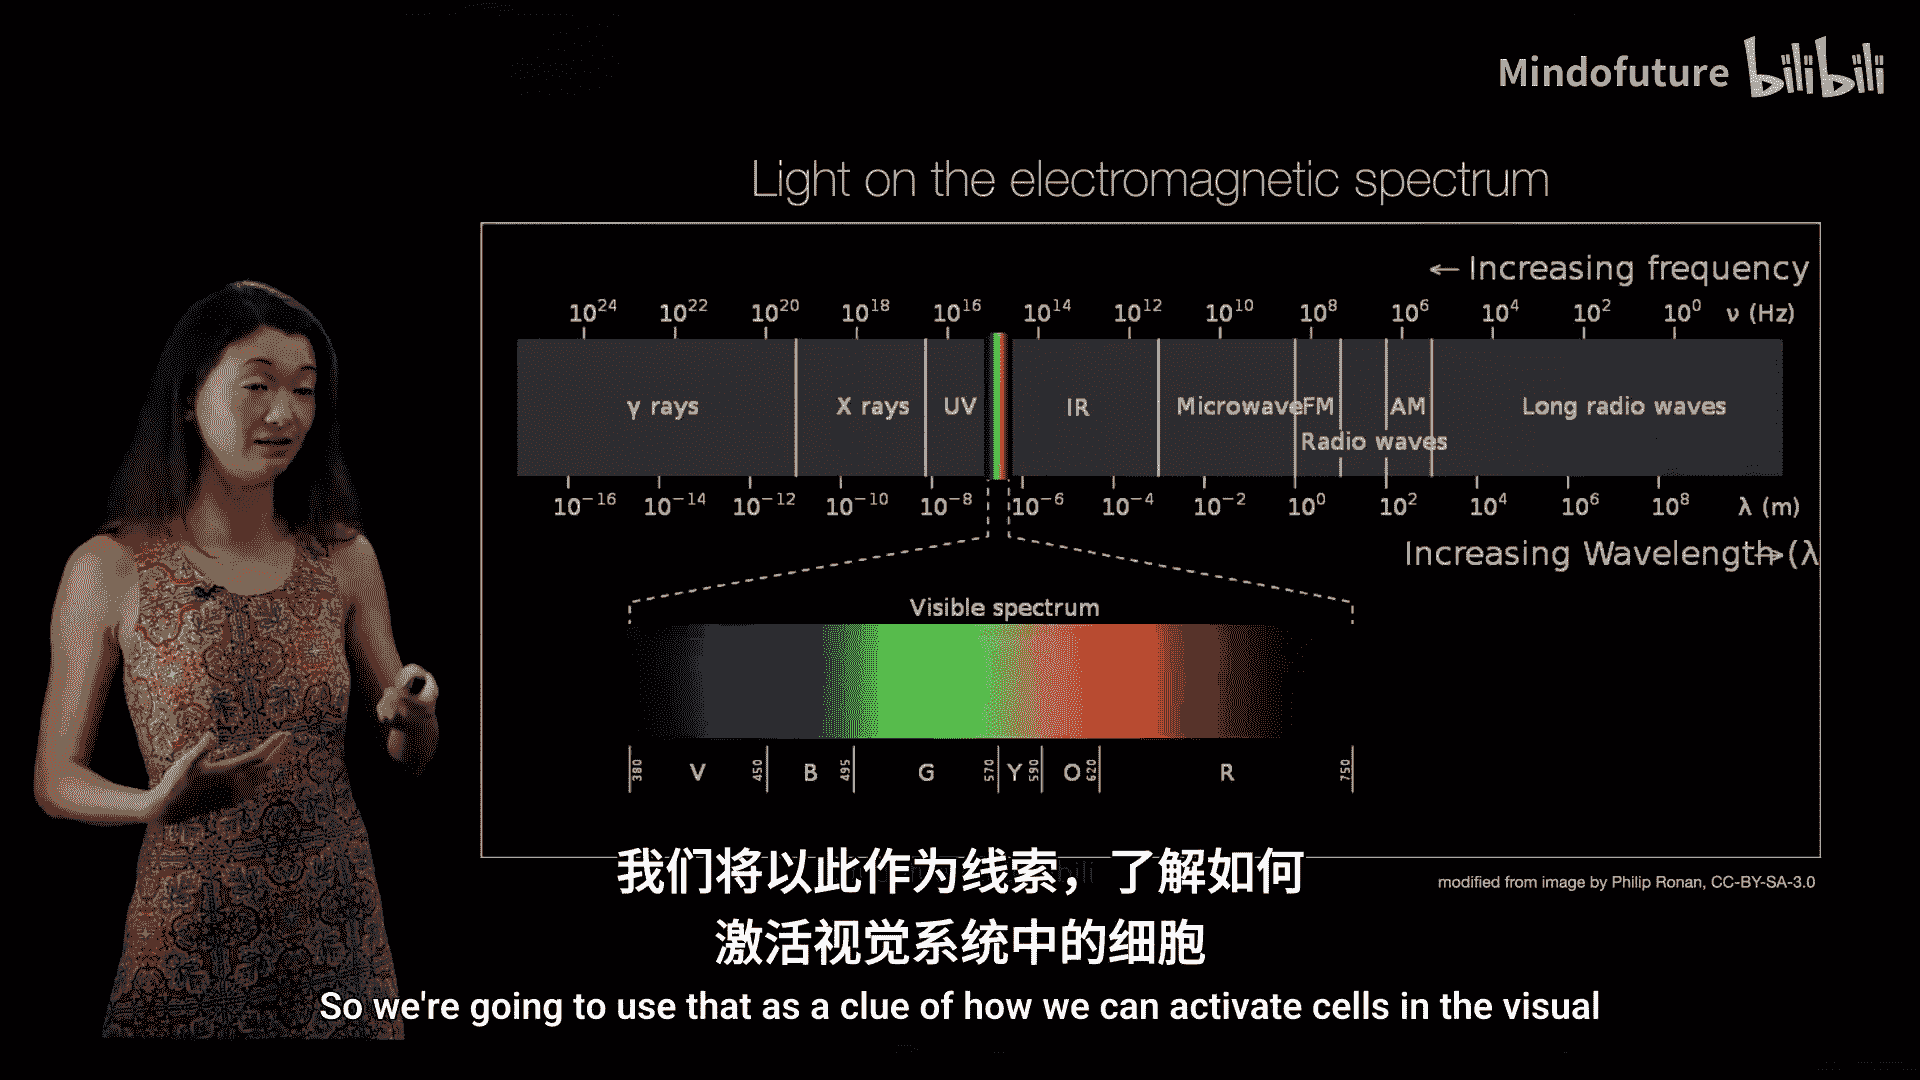 Mindofuture bilibili
Light on the electromagnetic spectrum
← Increasing frequency
10²⁴ 10²² 10²⁰ 10¹⁸ 10¹⁶ 10¹⁴ 10¹² 10¹⁰ 10⁸ 10⁶ 10⁴ 10² 10⁰ ν (Hz)
γ rays X rays UV IR Microwave FM AM Long radio waves
Radio waves
10⁻¹⁶ 10⁻¹⁴ 10⁻¹² 10⁻¹⁰ 10⁻⁸ 10⁻⁶ 10⁻⁴ 10⁻² 10⁰ 10² 10⁴ 10⁶ 10⁸ λ (m)
Increasing Wavelength → (λ
Visible spectrum
380 V 450 B 495 G 570 Y 590 O 620 R 750
我们将以此作为线索，了解如何
激活视觉系统中的细胞
modified from image by Philip Ronan, CC-BY-SA-3.0
So we're going to use that as a clue of how we can activate cells in the visual